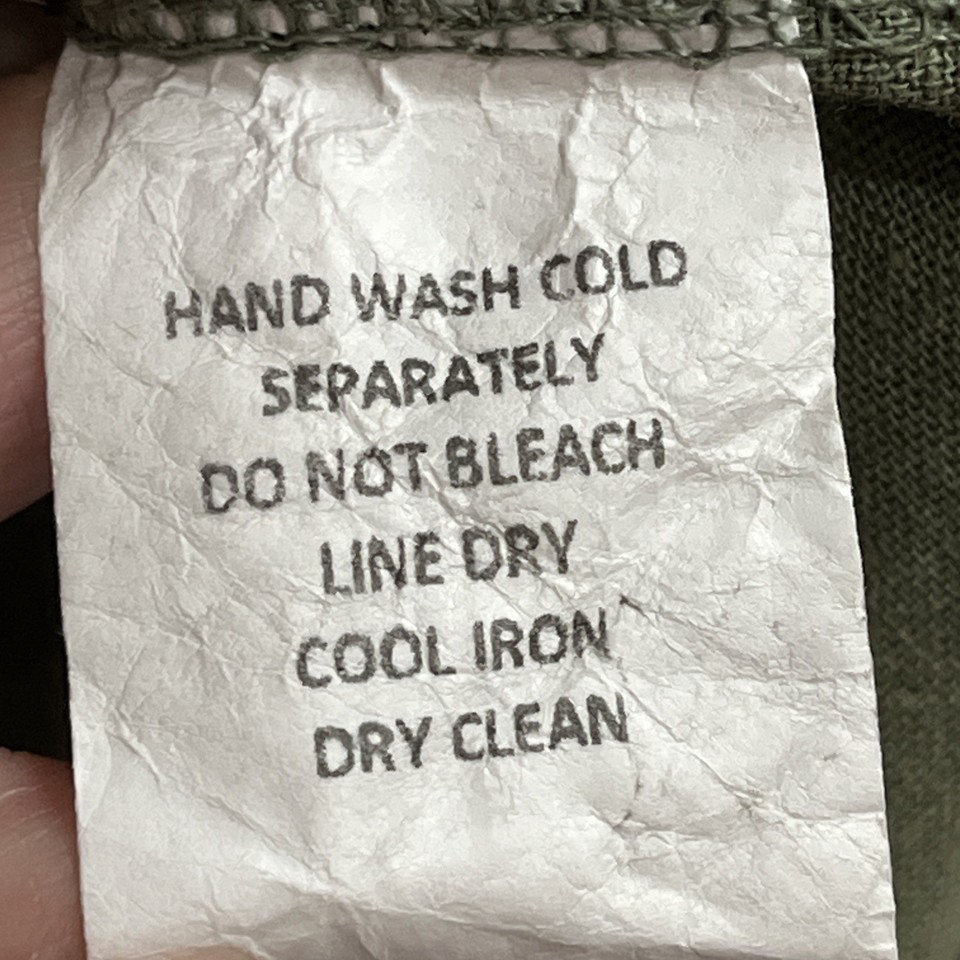 HAND WASH COLD
SEPARATELY
DO NOT BLEACH
LINE DRY
COOL IRON
DRY CLEAN